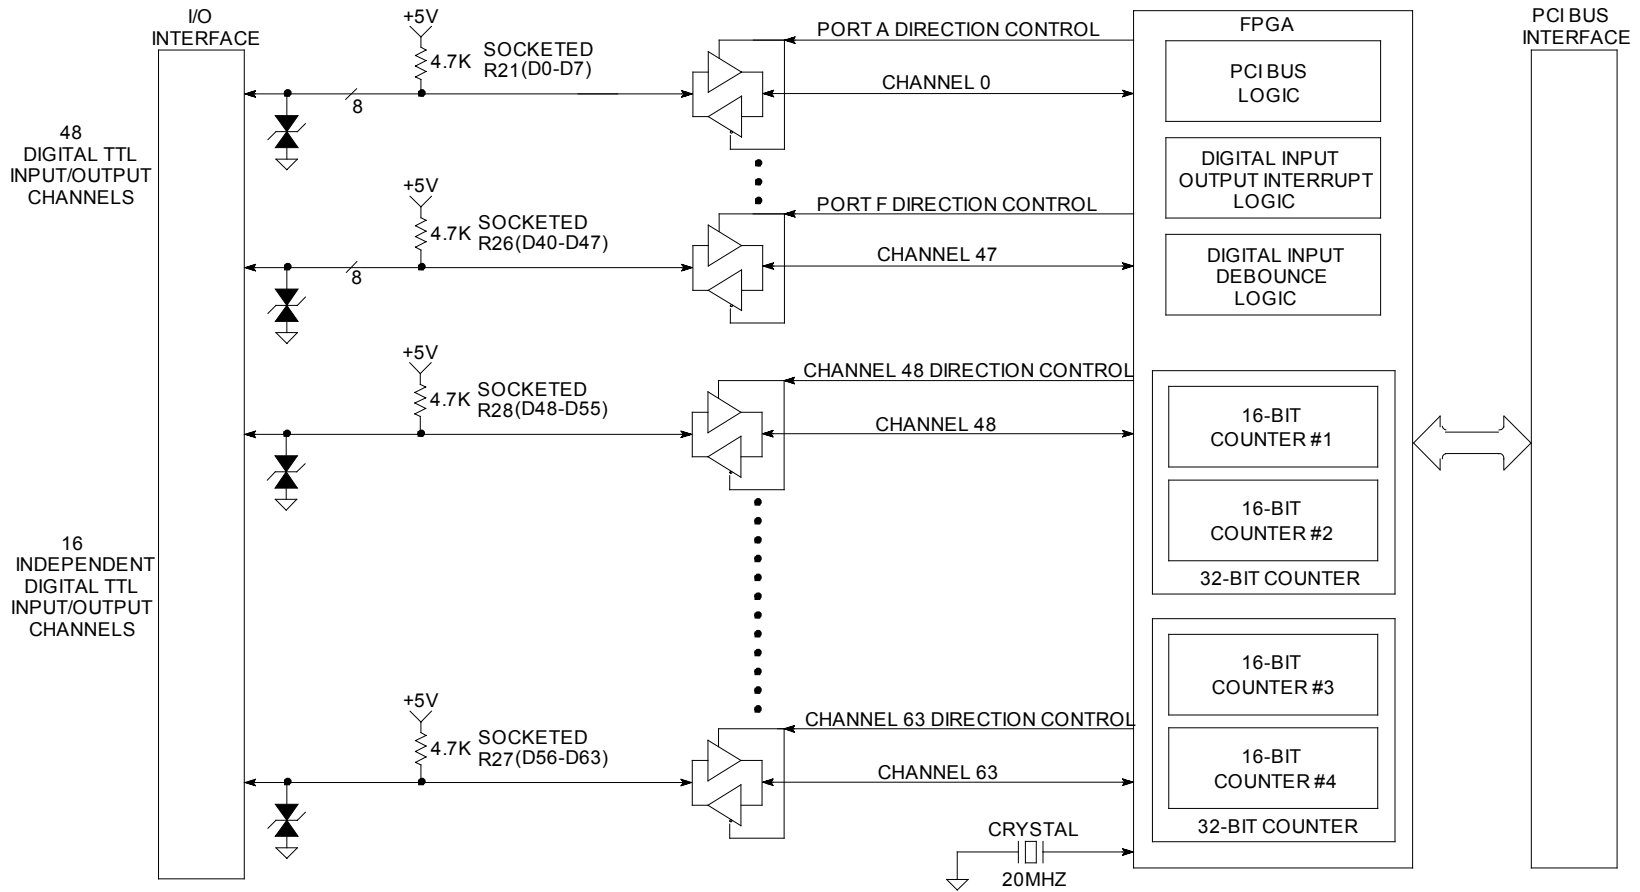 I/O
INTERFACE
48
DIGITAL TTL
INPUT/OUTPUT
CHANNELS
16
INDEPENDENT
DIGITAL TTL
INPUT/OUTPUT
CHANNELS
+5V
4.7K
SOCKETED
R21(D0-D7)
8
PORT A DIRECTION CONTROL
CHANNEL 0
+5V
4.7K
SOCKETED
R26(D40-D47)
8
PORT F DIRECTION CONTROL
CHANNEL 47
+5V
4.7K
SOCKETED
R28(D48-D55)
CHANNEL 48 DIRECTION CONTROL
CHANNEL 48
+5V
4.7K
SOCKETED
R27(D56-D63)
CHANNEL 63 DIRECTION CONTROL
CHANNEL 63
CRYSTAL
20MHZ
FPGA
PCI BUS
LOGIC
DIGITAL INPUT
OUTPUT INTERRUPT
LOGIC
DIGITAL INPUT
DEBOUNCE
LOGIC
16-BIT
COUNTER #1
16-BIT
COUNTER #2
32-BIT COUNTER
16-BIT
COUNTER #3
16-BIT
COUNTER #4
32-BIT COUNTER
PCI BUS
INTERFACE